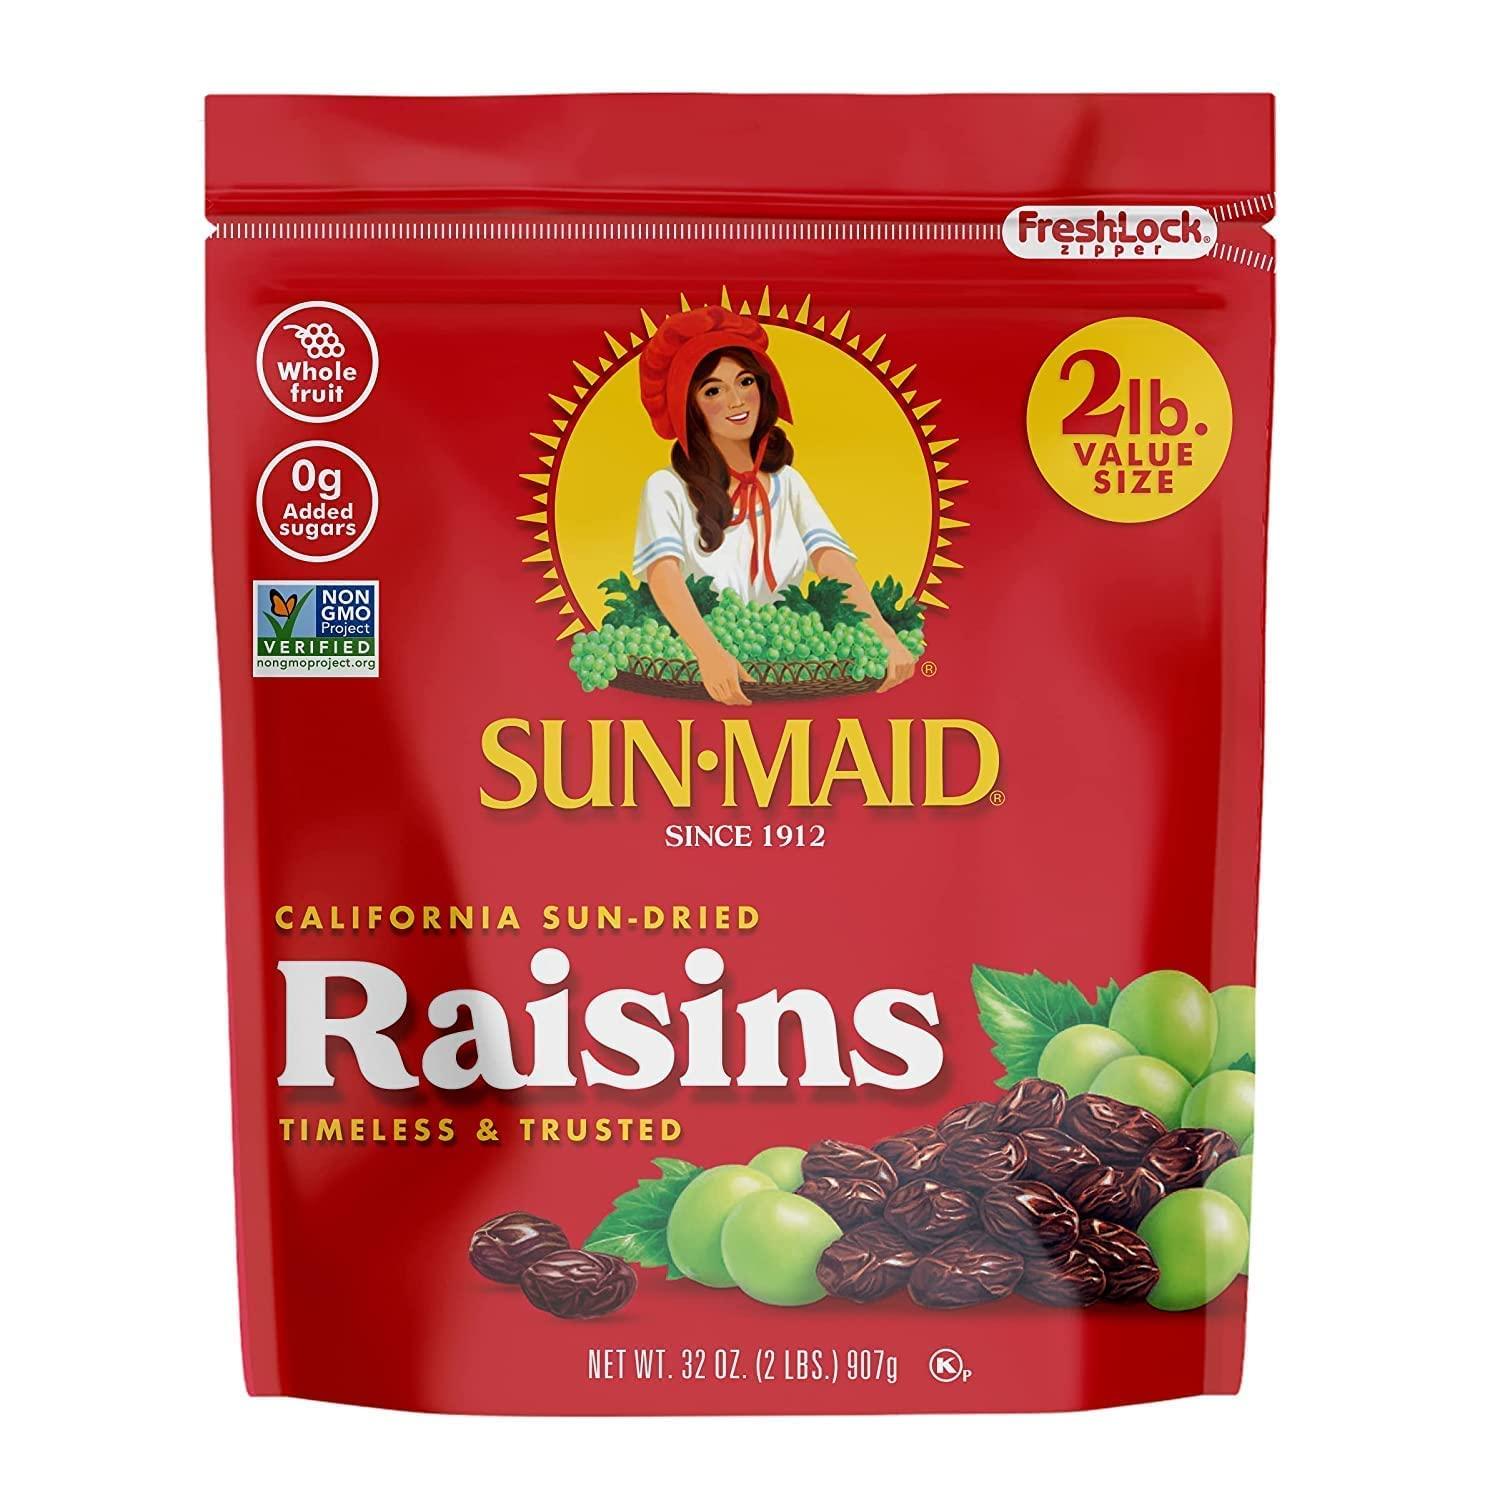 FreshLock®
zipper
Whole
fruit
0g
Added
sugars
NON
GMO
Project
VERIFIED
nongmoproject.org
2lb.
VALUE
SIZE
®
SUN•MAID®
SINCE 1912
CALIFORNIA SUN-DRIED
Raisins
TIMELESS & TRUSTED
NET WT. 32 OZ. (2 LBS.) 907g K P